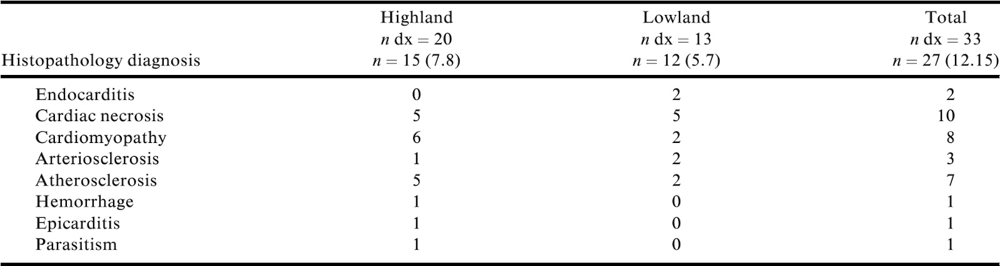 Highland Lowland Total
n dx = 20 n dx = 13 n dx = 33
Histopathology diagnosis n = 15 (7.8) n = 12 (5.7) n = 27 (12.15)
Endocarditis 0 2 2
Cardiac necrosis 5 5 10
Cardiomyopathy 6 2 8
Arteriosclerosis 1 2 3
Atherosclerosis 5 2 7
Hemorrhage 1 0 1
Epicarditis 1 0 1
Parasitism 1 0 1